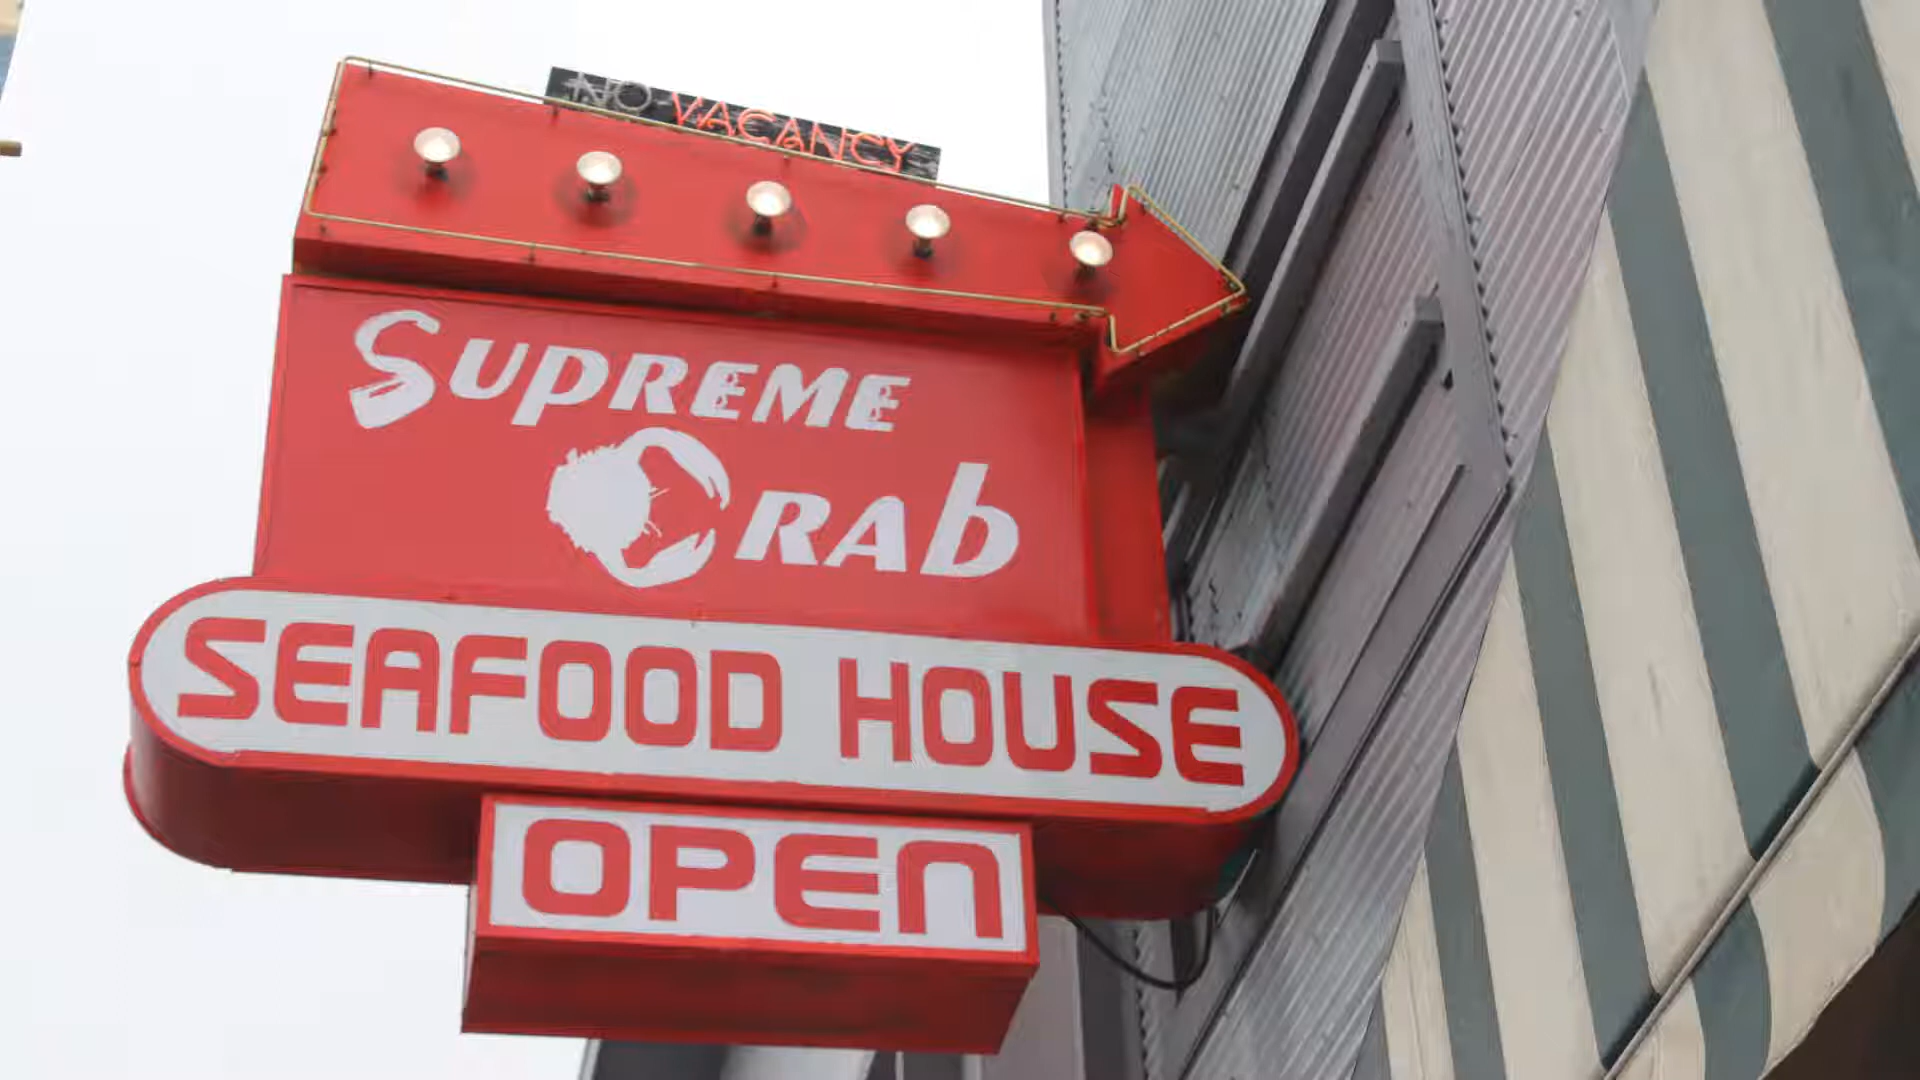 NO VACANCY
SUPREME
CRAb
SEAFOOD HOUSE
OPEN